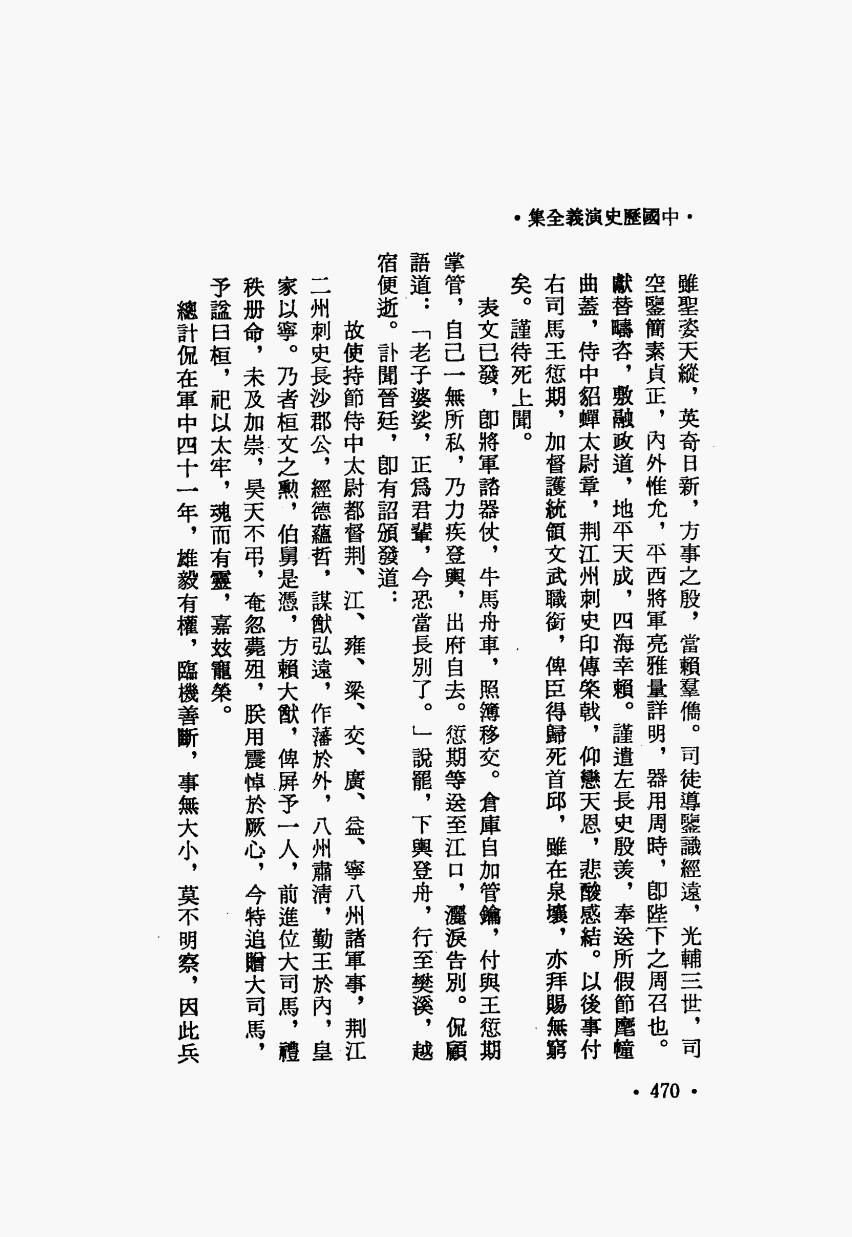 ·中國歷史演義全集·
雖聖姿天縱，英奇日新，方事之殷，當賴羣儁。司徒導鑒識經遠，光輔三世，司
空鑒簡素貞正，內外惟允，平西將軍亮雅量詳明，器用周時，卽陛下之周召也。
獻替疇咨，敷融政道，地平天成，四海幸賴。謹遣左長史殷羨，奉送所假節麾幢
曲蓋，侍中貂蟬太尉章，荆江州刺史印傳棨戟，仰戀天恩，悲酸感結。以後事付
右司馬王愆期，加督護統領文武職銜，俾臣得歸死首邱，雖在泉壤，亦拜賜無窮
矣。謹待死上聞。
表文已發，卽將軍諮器仗，牛馬舟車，照簿移交。倉庫自加管鑰，付與王愆期
掌管，自己一無所私，乃力疾登輿，出府自去。愆期等送至江口，灑淚告別。侃顧
語道：「老子婆娑，正爲君輩，今恐當長別了。」說罷，下輿登舟，行至樊溪，越
宿便逝。訃聞晉廷，卽有詔頒發道：
故使持節侍中太尉都督荆、江、雍、梁、交、廣、益、寧八州諸軍事，荆江
二州刺史長沙郡公，經德蘊哲，謀猷弘遠，作藩於外，八州肅淸，勤王於內，皇
家以寧。乃者桓文之勳，伯舅是憑，方賴大猷，俾屏予一人，前進位大司馬，禮
秩册命，未及加崇，昊天不弔，奄忽薨殂，朕用震悼於厥心，今特追贈大司馬，
予諡曰桓，祀以太牢，魂而有靈，嘉玆寵榮。
總計侃在軍中四十一年，雄毅有權，臨機善斷，事無大小，莫不明察，因此兵
·470·